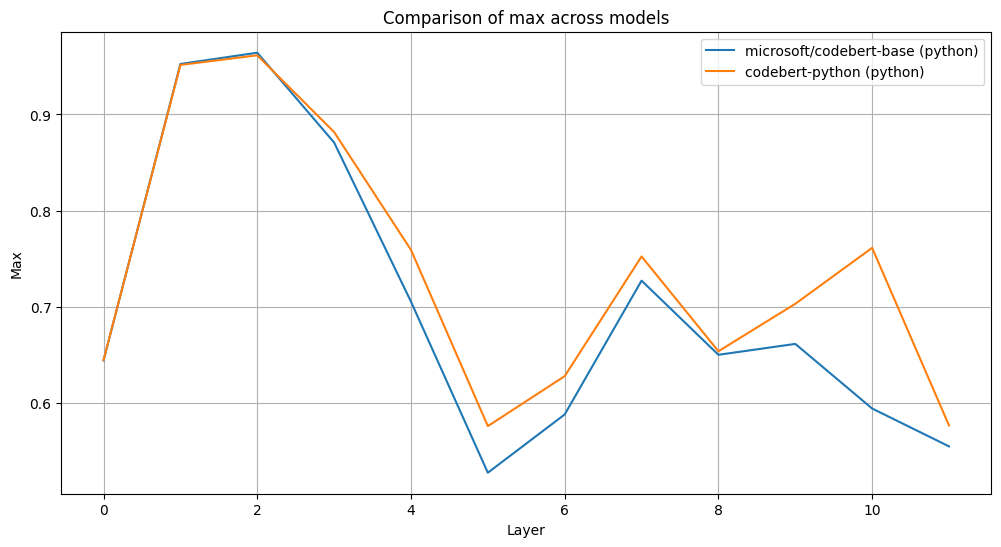 Comparison of max across models
microsoft/codebert-base (python)
codebert-python (python)
Max
0.9
0.8
0.7
0.6
0
2
4
6
8
10
Layer